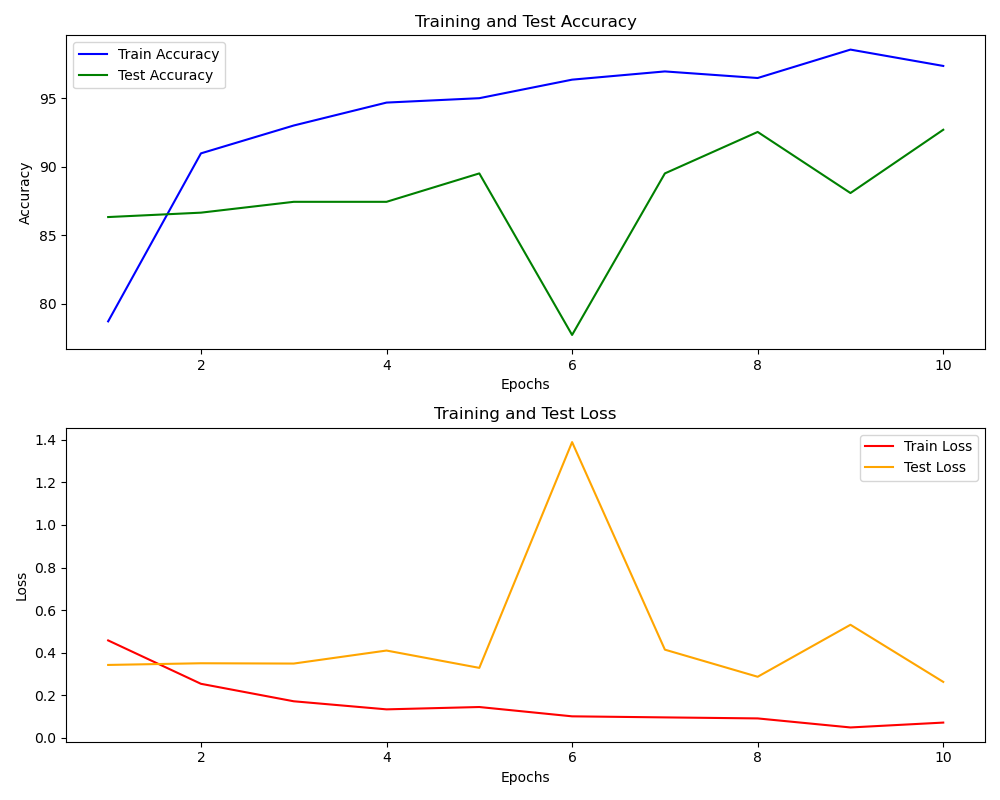 Training and Test Accuracy
Train Accuracy
Test Accuracy
95
90
85
80
Accuracy
2 4 6 8 10
Epochs
Training and Test Loss
Train Loss
Test Loss
1.4
1.2
1.0
0.8
0.6
0.4
0.2
0.0
Loss
2 4 6 8 10
Epochs